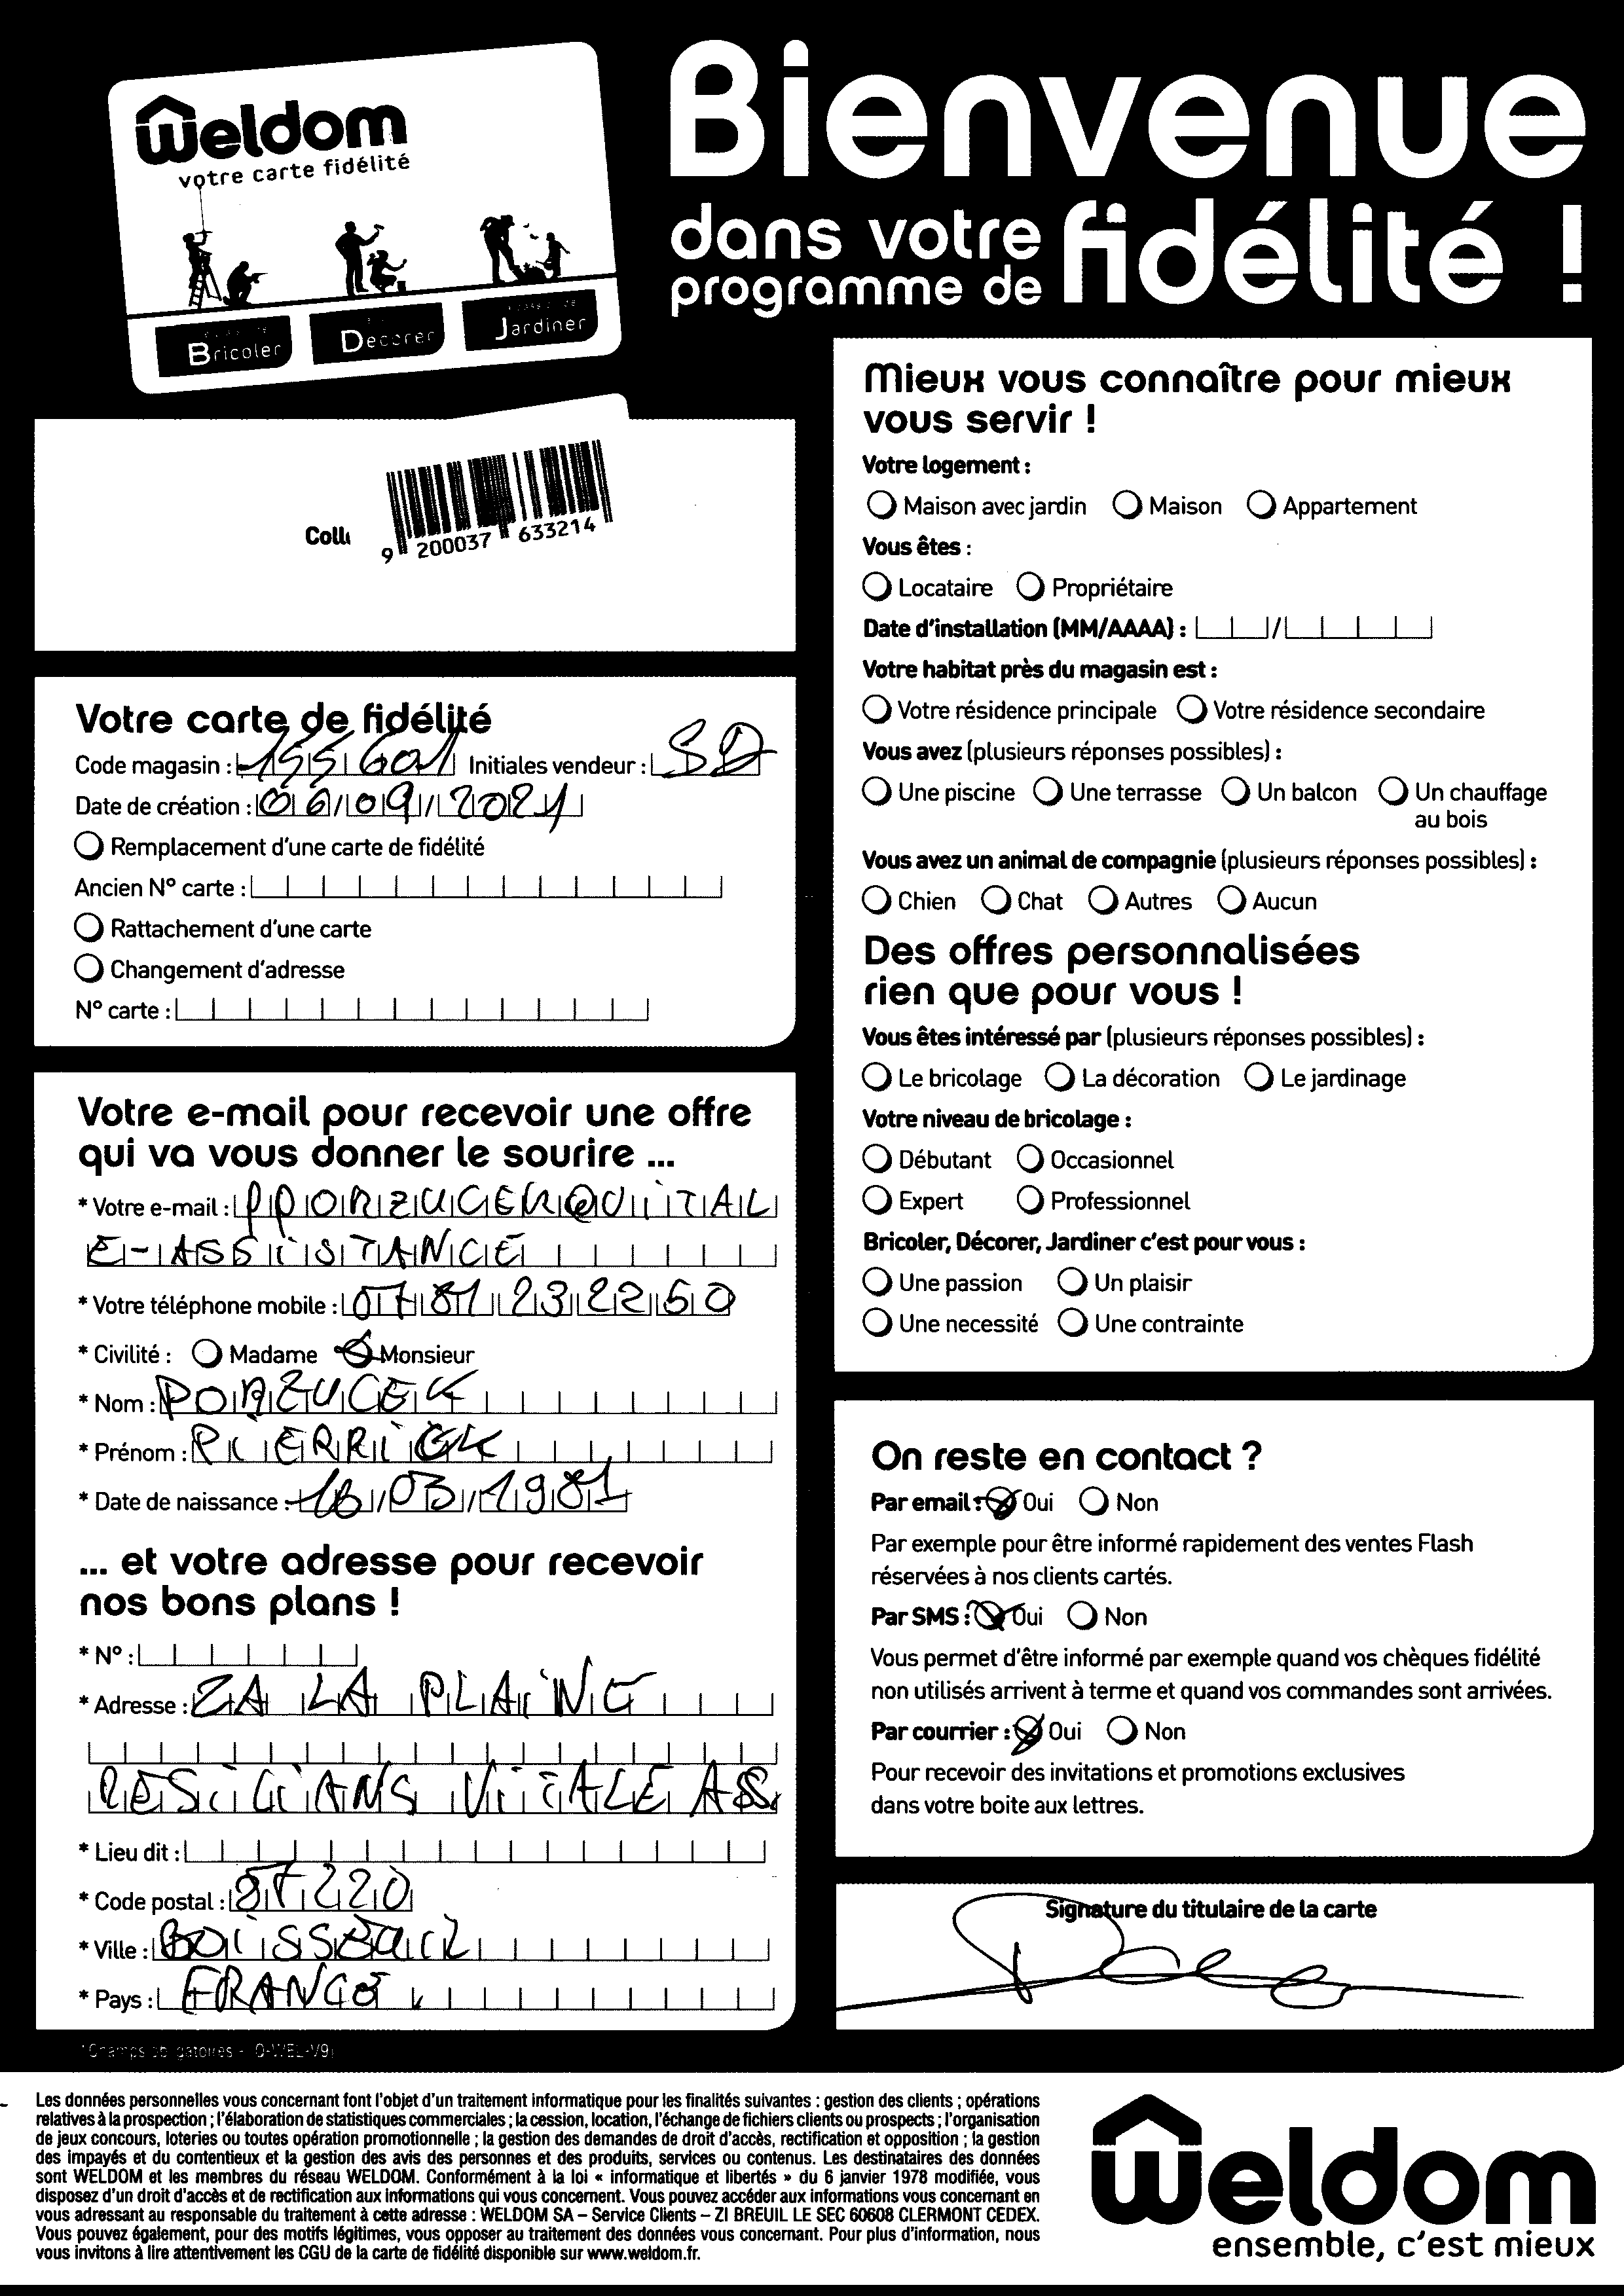 weldom
votre carte fidélité
Bricoler
Décorer
Jardiner
Bienvenue
dans votre
programme de
fidélité !
9 200037 633214
Votre carte de fidélité
Code magasin : 155601 Initiales vendeur : SD
Date de création : 06/09/2021
Remplacement d'une carte de fidélité
Ancien N° carte :
Rattachement d'une carte
Changement d'adresse
N° carte :
Votre e-mail pour recevoir une offre
qui va vous donner le sourire ...
* Votre e-mail : PPORZUCEK@VITAL
E-ASSISTANCE
* Votre téléphone mobile : 07 81 23 22 50
* Civilité : Madame Monsieur
* Nom : PORZUCEK
* Prénom : PIERRICK
* Date de naissance : 16/03/1981
... et votre adresse pour recevoir
nos bons plans !
* N° :
* Adresse : ZA LA PLAINE
VITALE AS
* Lieu dit :
* Code postal : 87220
* Ville : BOISSEUIL
* Pays : FRANCE
*Champs obligatoires -
Mieux vous connaître pour mieux
vous servir !
Votre logement :
Maison avec jardin Maison Appartement
Vous êtes :
Locataire Propriétaire
Date d'installation (MM/AAAA) : /
Votre habitat près du magasin est :
Votre résidence principale Votre résidence secondaire
Vous avez (plusieurs réponses possibles) :
Une piscine Une terrasse Un balcon Un chauffage
au bois
Vous avez un animal de compagnie (plusieurs réponses possibles) :
Chien Chat Autres Aucun
Des offres personnalisées
rien que pour vous !
Vous êtes intéressé par (plusieurs réponses possibles) :
Le bricolage La décoration Le jardinage
Votre niveau de bricolage :
Débutant Occasionnel
Expert Professionnel
Bricoler, Décorer, Jardiner c'est pour vous :
Une passion Un plaisir
Une necessité Une contrainte
On reste en contact ?
Par email : Oui Non
Par exemple pour être informé rapidement des ventes Flash
réservées à nos clients cartés.
Par SMS : Oui Non
Vous permet d'être informé par exemple quand vos chèques fidélité
non utilisés arrivent à terme et quand vos commandes sont arrivées.
Par courrier : Oui Non
Pour recevoir des invitations et promotions exclusives
dans votre boite aux lettres.
Signature du titulaire de la carte
Les données personnelles vous concernant font l'objet d'un traitement informatique pour les finalités suivantes : gestion des clients ; opérations
relatives à la prospection ; l'élaboration de statistiques commerciales ; la cession, location, l'échange de fichiers clients ou prospects ; l'organisation
de jeux concours, loteries ou toutes opération promotionnelle ; la gestion des demandes de droit d'accès, rectification et opposition ; la gestion
des impayés et du contentieux et la gestion des avis des personnes et des produits, services ou contenus. Les destinataires des données
sont WELDOM et les membres du réseau WELDOM. Conformément à la loi « informatique et libertés » du 6 janvier 1978 modifiée, vous
disposez d'un droit d'accès et de rectification aux informations qui vous concernent. Vous pouvez accéder aux informations vous concernant en
vous adressant au responsable du traitement à cette adresse : WELDOM SA – Service Clients – ZI BREUIL LE SEC 60608 CLERMONT CEDEX.
Vous pouvez également, pour des motifs légitimes, vous opposer au traitement des données vous concernant. Pour plus d'information, nous
vous invitons à lire attentivement les CGU de la carte de fidélité disponible sur www.weldom.fr.
weldom
ensemble, c'est mieux